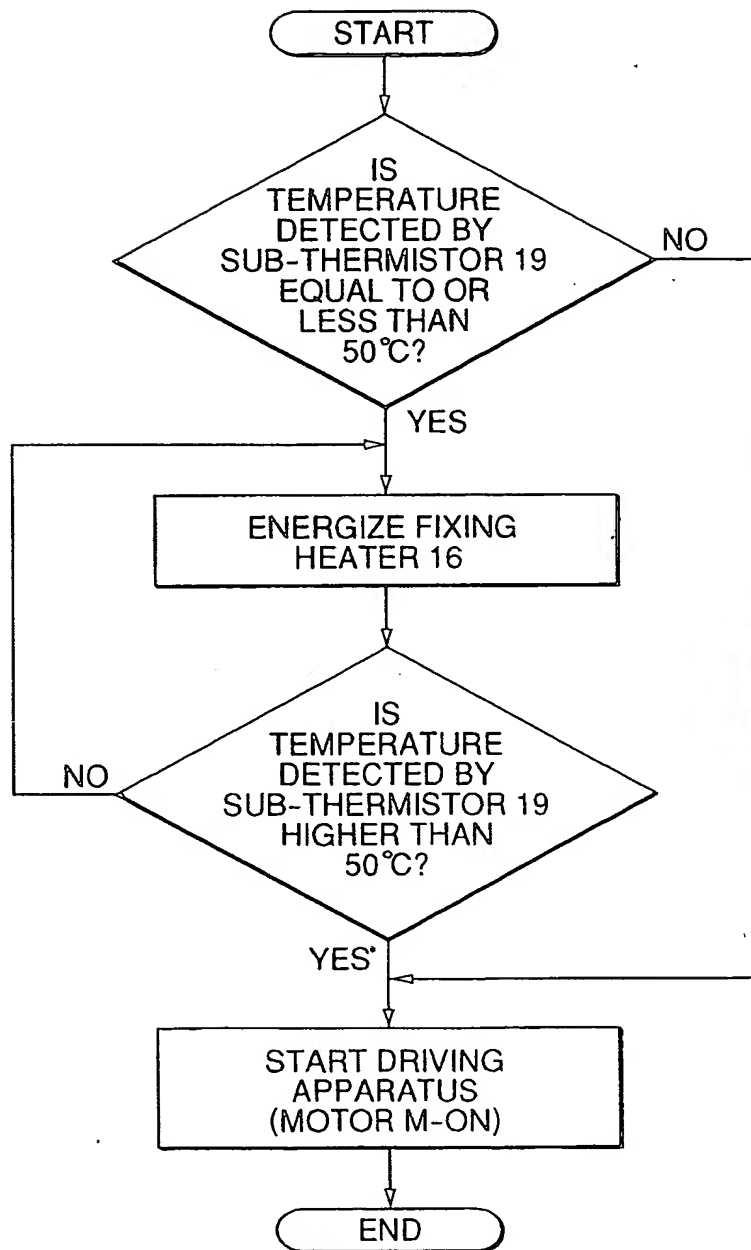 START
IS
TEMPERATURE
DETECTED BY
SUB-THERMISTOR 19
EQUAL TO OR
LESS THAN
50°C?
NO
YES
ENERGIZE FIXING
HEATER 16
IS
TEMPERATURE
DETECTED BY
SUB-THERMISTOR 19
HIGHER THAN
50°C?
NO
YES
START DRIVING
APPARATUS
(MOTOR M-ON)
END